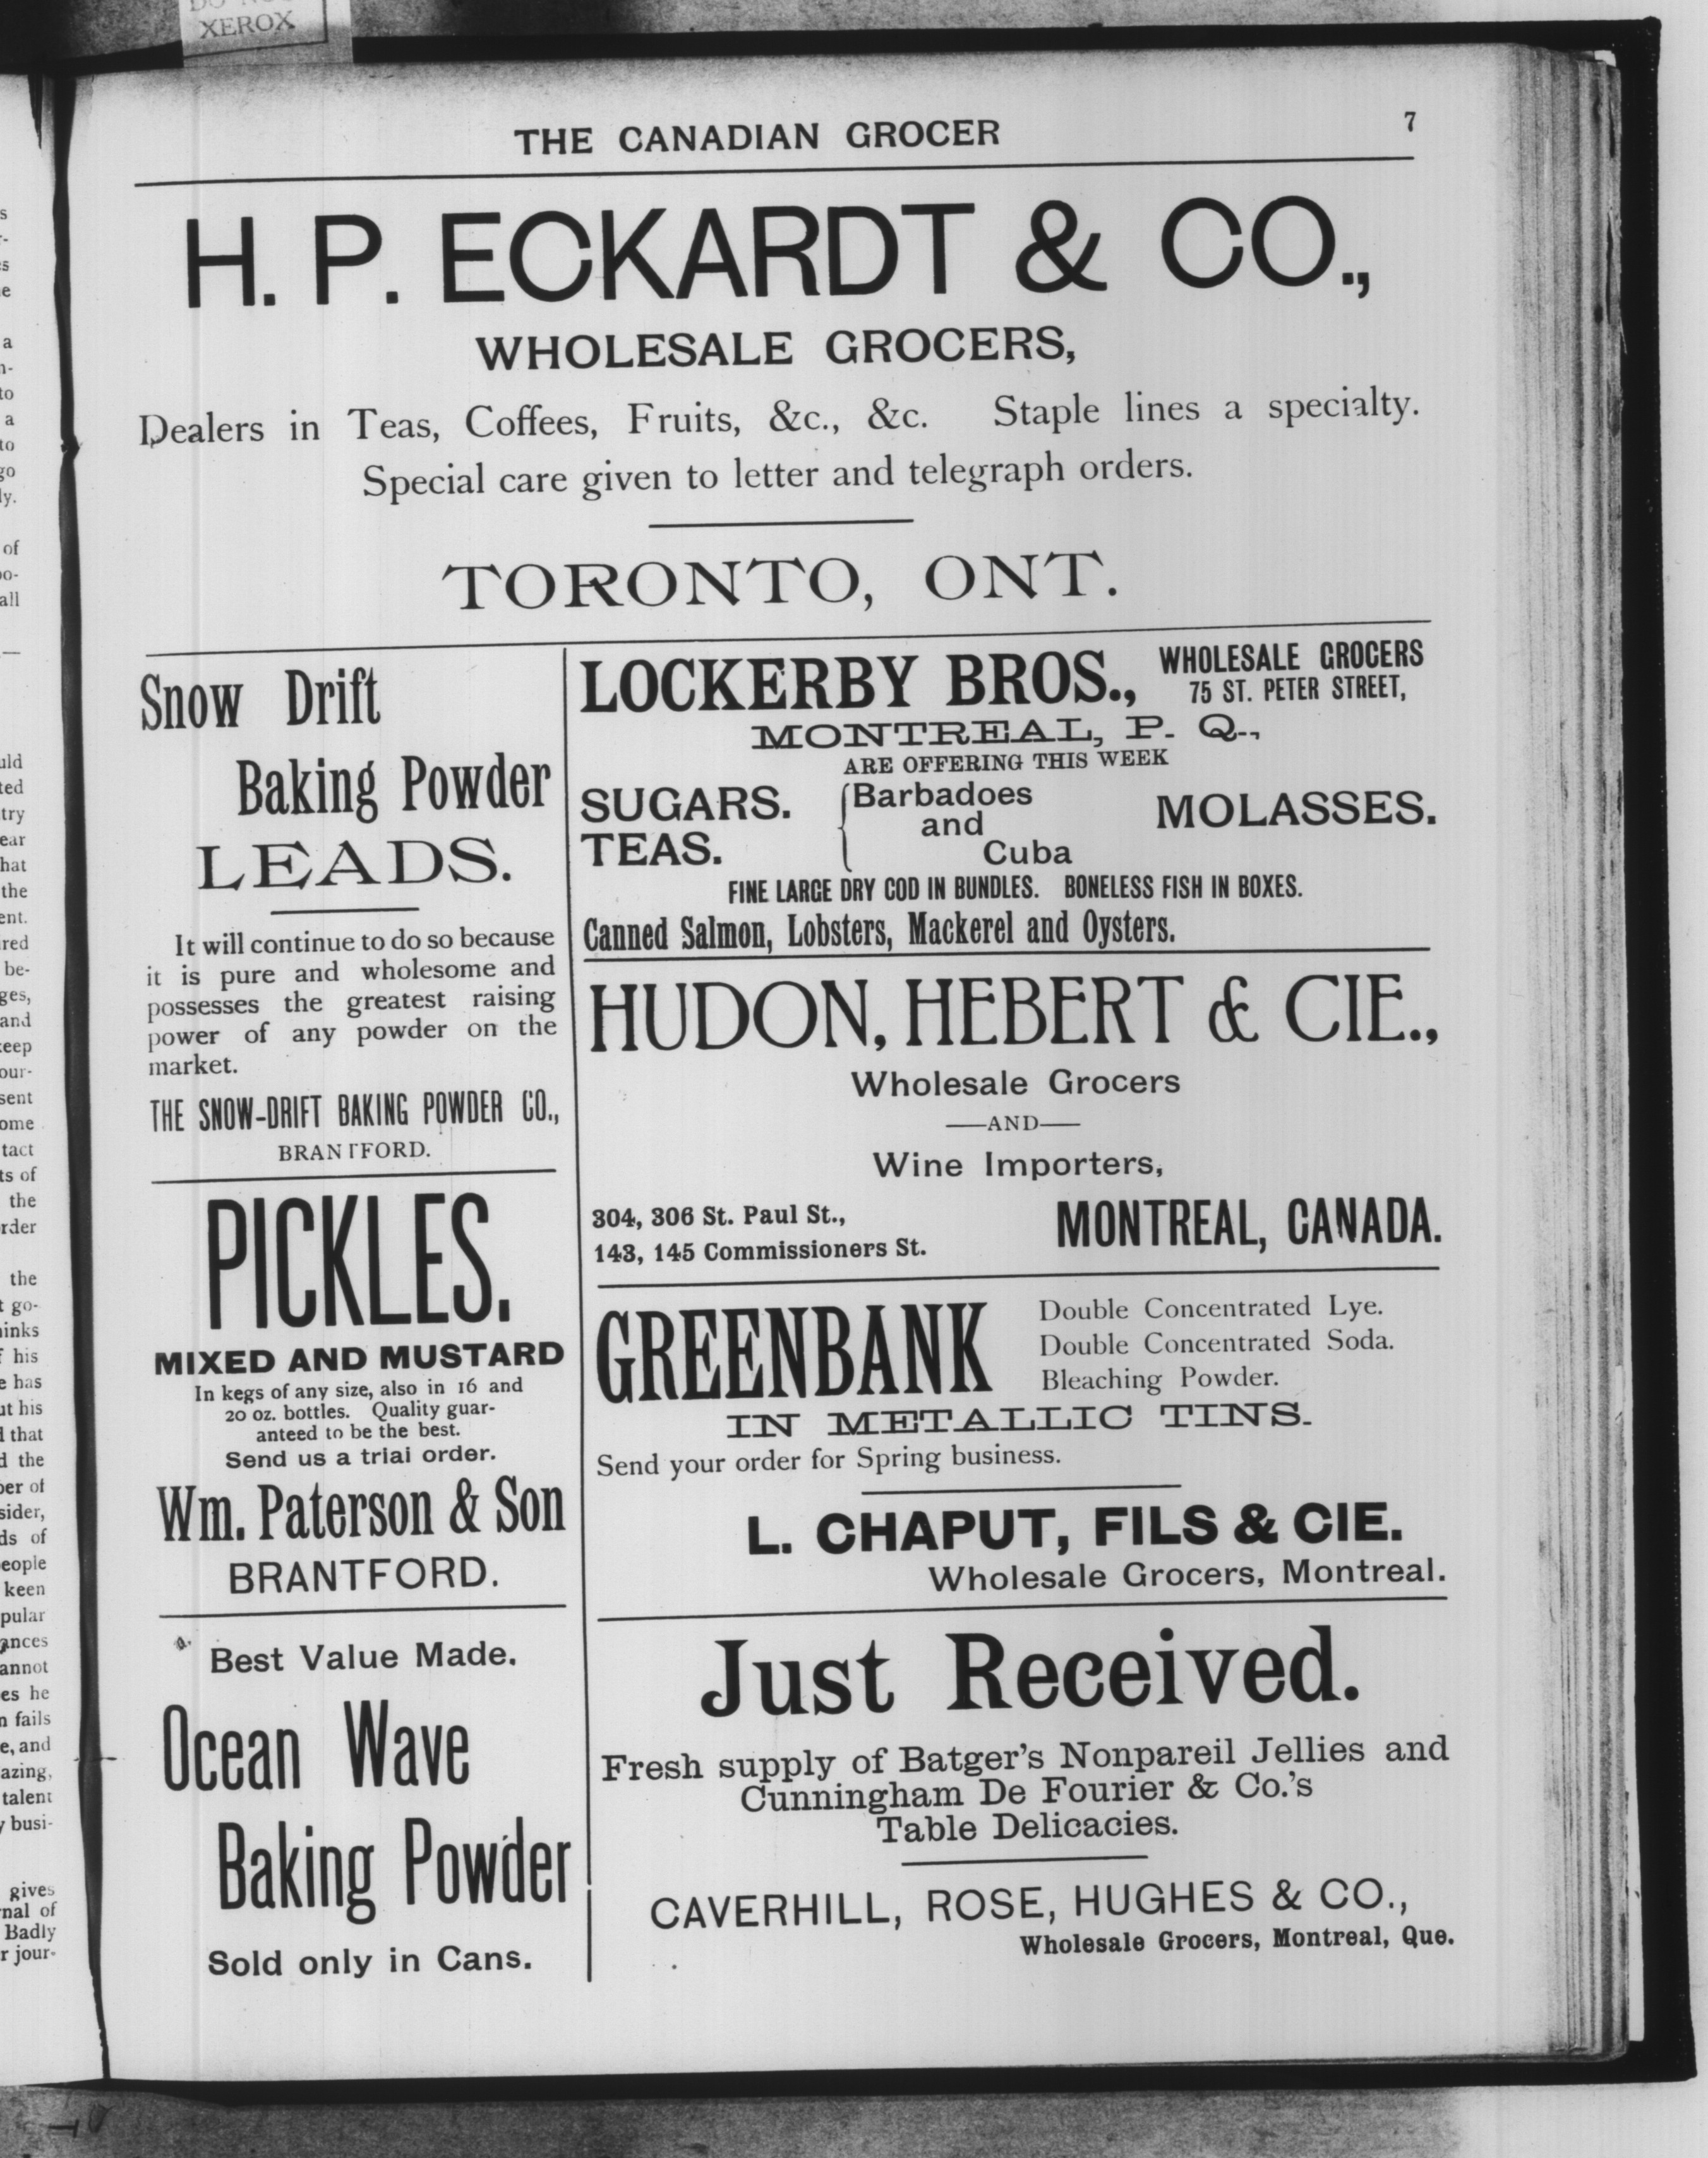 XEROX
THE CANADIAN GROCER 7
H. P. ECKARDT & CO.,
WHOLESALE GROCERS,
Dealers in Teas, Coffees, Fruits, &c., &c. Staple lines a specialty.
Special care given to letter and telegraph orders.
TORONTO, ONT.
Snow Drift
Baking Powder
LEADS.
It will continue to do so because
it is pure and wholesome and
possesses the greatest raising
power of any powder on the
market.
THE SNOW-DRIFT BAKING POWDER CO.,
BRANTFORD.
PICKLES.
MIXED AND MUSTARD
In kegs of any size, also in 16 and
20 oz. bottles. Quality guar-
anteed to be the best.
Send us a trial order.
Wm. Paterson & Son
BRANTFORD.
Best Value Made.
Ocean Wave
Baking Powder
Sold only in Cans.
LOCKERBY BROS., WHOLESALE GROCERS
75 ST. PETER STREET,
MONTREAL, P. Q.,
ARE OFFERING THIS WEEK
SUGARS. Barbadoes MOLASSES.
and
TEAS. Cuba
FINE LARGE DRY COD IN BUNDLES. BONELESS FISH IN BOXES.
Canned Salmon, Lobsters, Mackerel and Oysters.
HUDON, HEBERT & CIE.,
Wholesale Grocers
—AND—
Wine Importers,
304, 306 St. Paul St.,
143, 145 Commissioners St. MONTREAL, CANADA.
GREENBANK
Double Concentrated Lye.
Double Concentrated Soda.
Bleaching Powder.
IN METALLIC TINS.
Send your order for Spring business.
L. CHAPUT, FILS & CIE.
Wholesale Grocers, Montreal.
Just Received.
Fresh supply of Batger's Nonpareil Jellies and
Cunningham De Fourier & Co.'s
Table Delicacies.
CAVERHILL, ROSE, HUGHES & CO.,
Wholesale Grocers, Montreal, Que.